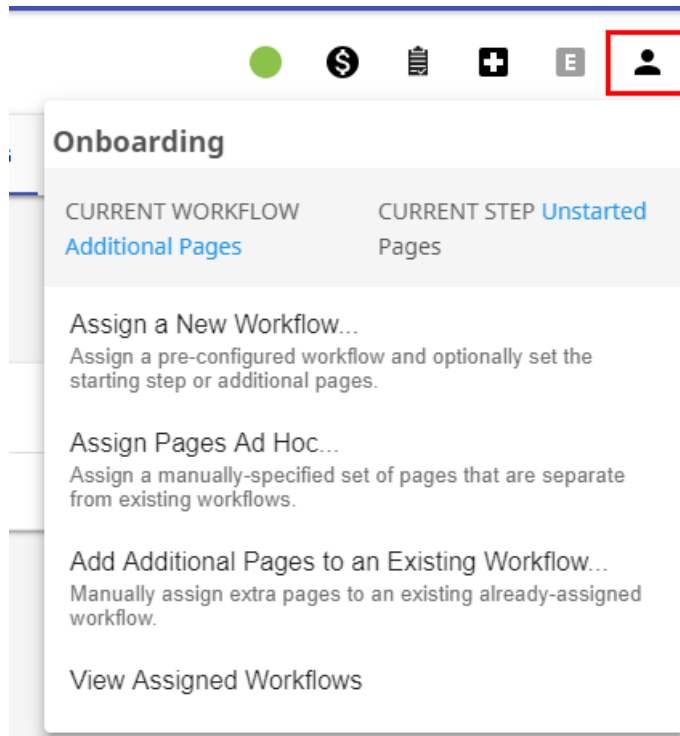 E
Onboarding
CURRENT WORKFLOW
Additional Pages
CURRENT STEP Unstarted
Pages
Assign a New Workflow...
Assign a pre-configured workflow and optionally set the
starting step or additional pages.
Assign Pages Ad Hoc...
Assign a manually-specified set of pages that are separate
from existing workflows.
Add Additional Pages to an Existing Workflow...
Manually assign extra pages to an existing already-assigned
workflow.
View Assigned Workflows